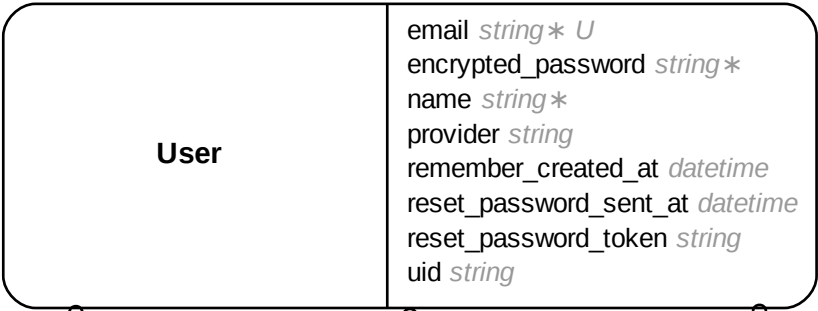 User
email string∗ U
encrypted_password string∗
name string∗
provider string
remember_created_at datetime
reset_password_sent_at datetime
reset_password_token string
uid string